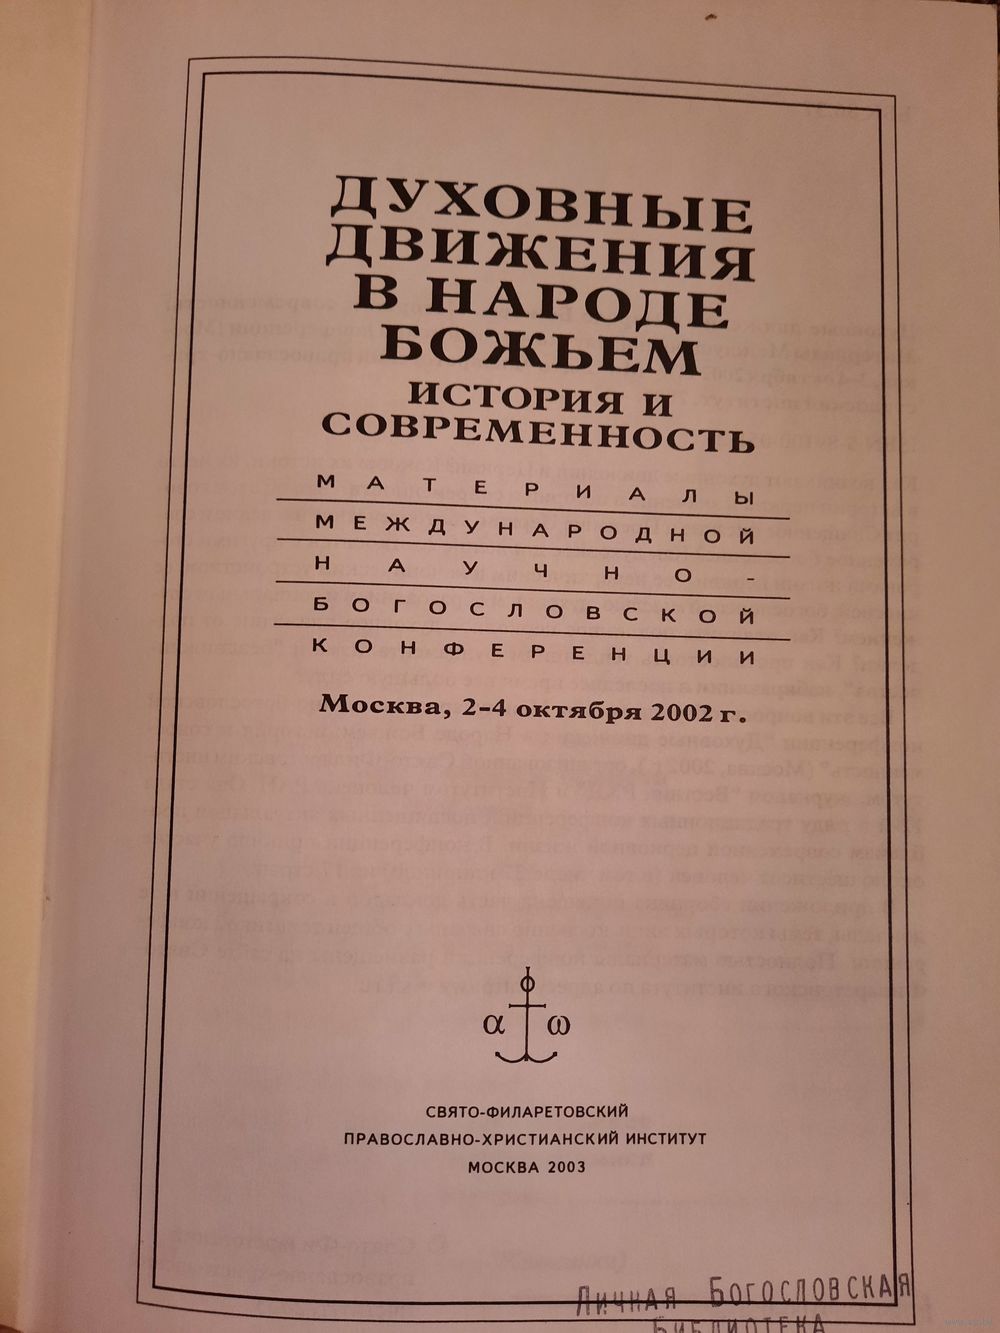 ДУХОВНЫЕ
ДВИЖЕНИЯ
В НАРОДЕ
БОЖЬЕМ
ИСТОРИЯ И
СОВРЕМЕННОСТЬ
МАТЕРИАЛЫ
МЕЖДУНАРОДНОЙ
НАУЧНО-
БОГОСЛОВСКОЙ
КОНФЕРЕНЦИИ
Москва, 2–4 октября 2002 г.
α ω
СВЯТО-ФИЛАРЕТОВСКИЙ
ПРАВОСЛАВНО-ХРИСТИАНСКИЙ ИНСТИТУТ
МОСКВА 2003
ЛИЧНАЯ БОГОСЛОВСКАЯ
БИБЛИОТЕКА